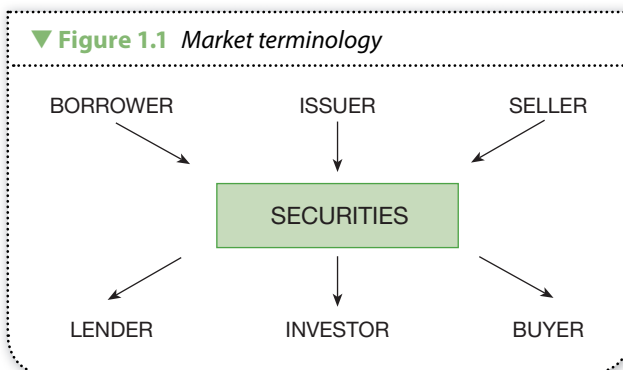 ▼ Figure 1.1 Market terminology
BORROWER ISSUER SELLER
SECURITIES
LENDER INVESTOR BUYER